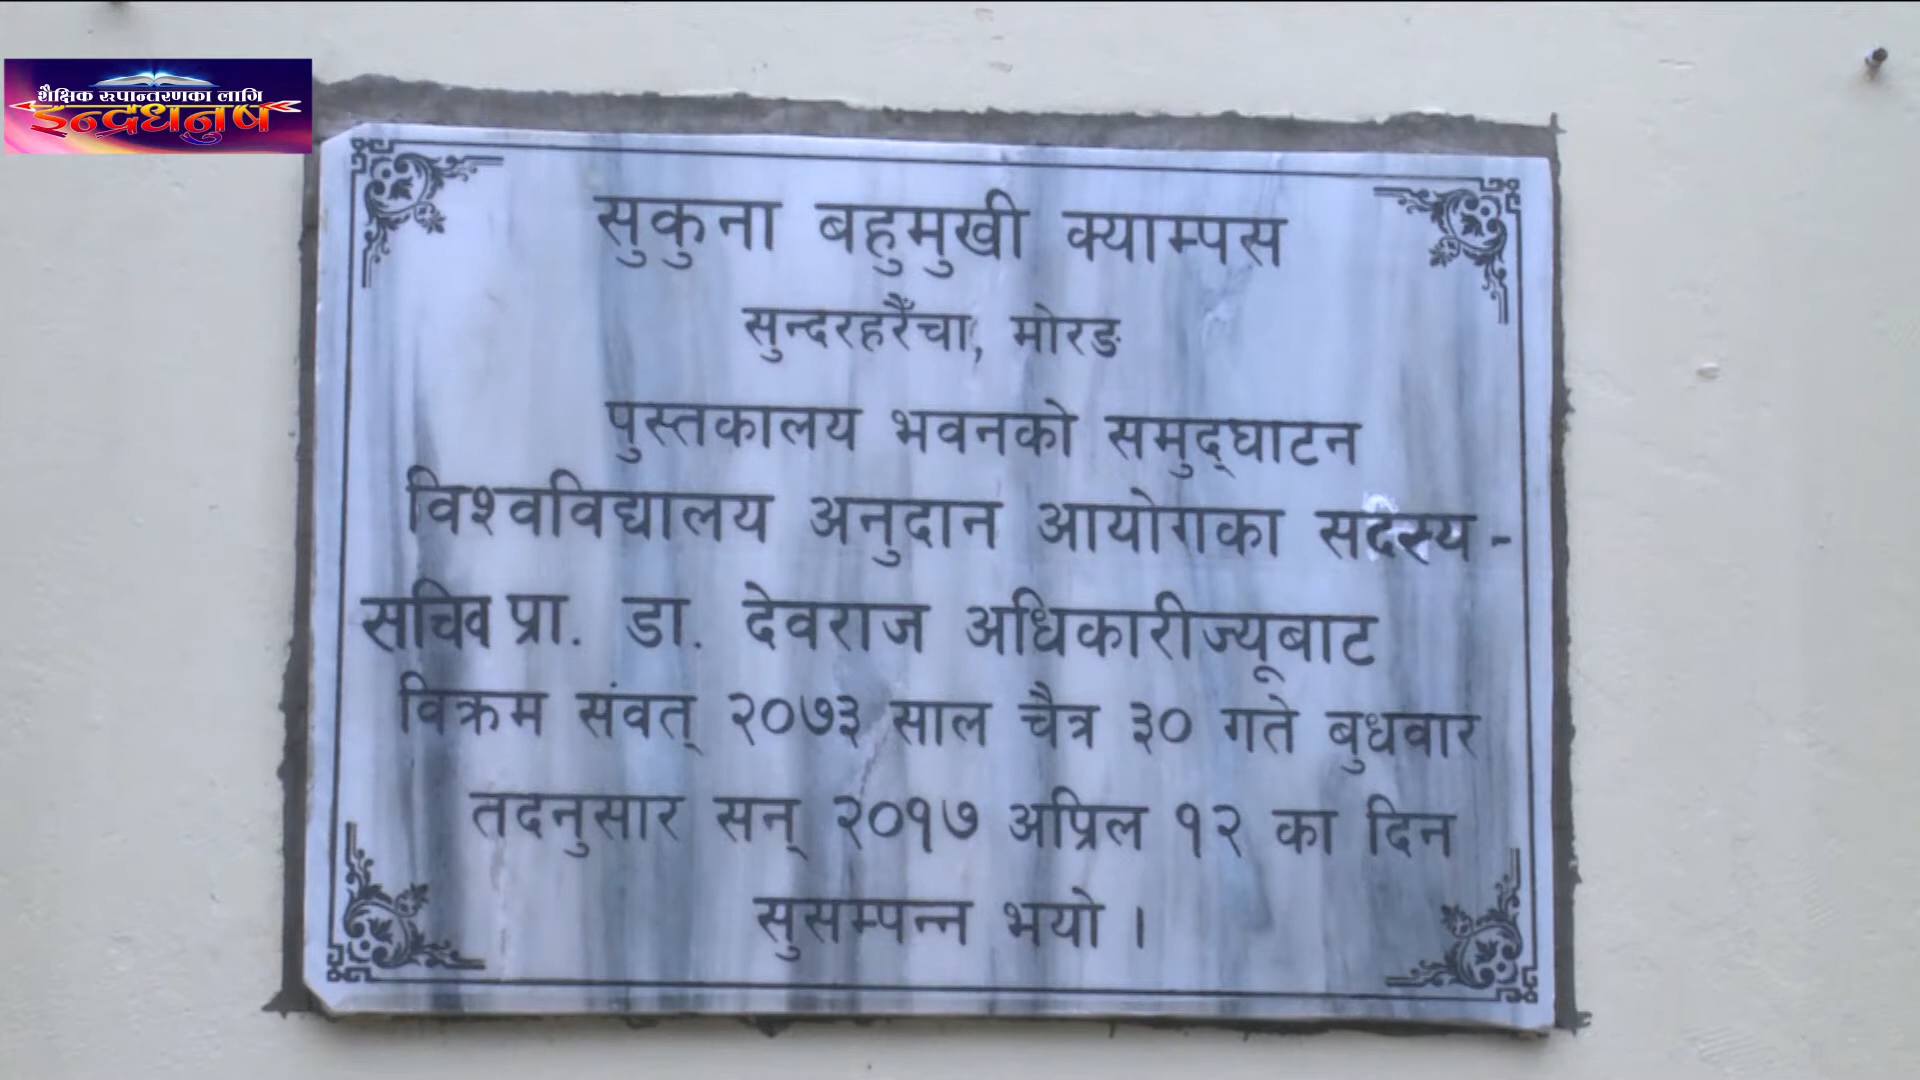 शैक्षिक रूपान्तरणका लागि
इन्द्रधनुष
सुकुना बहुमुखी क्याम्पस
सुन्दरहरैँचा, मोरङ
पुस्तकालय भवनको समुद्‌घाटन
विश्वविद्यालय अनुदान आयोगका सदस्य -
सचिव प्रा. डा. देवराज अधिकारीज्यूबाट
विक्रम संवत् २०७३ साल चैत्र ३० गते बुधवार
तदनुसार सन् २०१७ अप्रिल १२ का दिन
सुसम्पन्न भयो ।